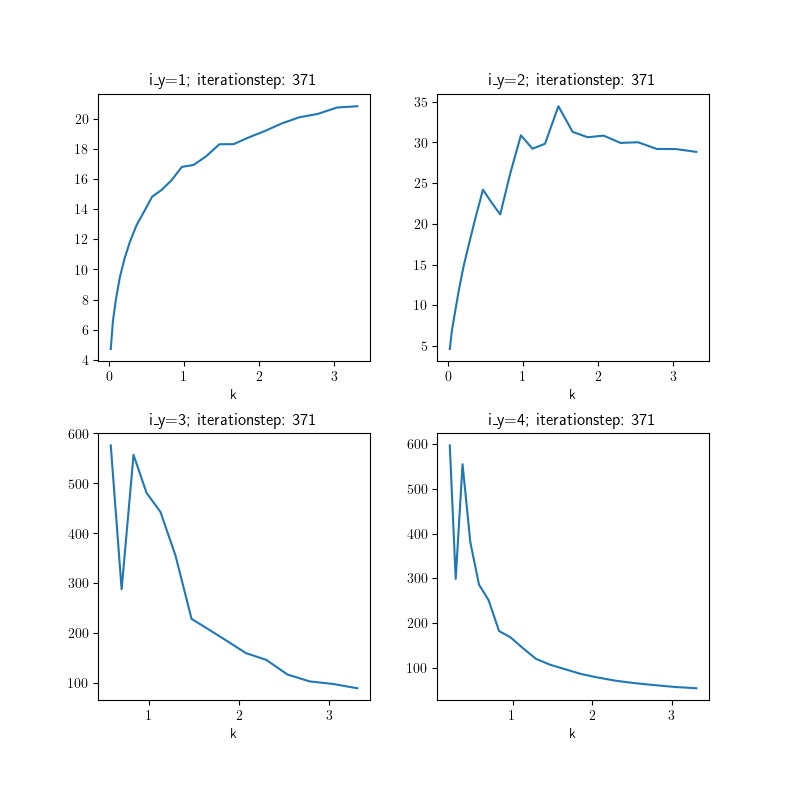 i_y=1; iterationstep: 371
20
18
16
14
12
10
8
6
4
0 1 2 3
k
i_y=2; iterationstep: 371
35
30
25
20
15
10
5
0 1 2 3
k
i_y=3; iterationstep: 371
600
500
400
300
200
100
1 2 3
k
i_y=4; iterationstep: 371
600
500
400
300
200
100
1 2 3
k